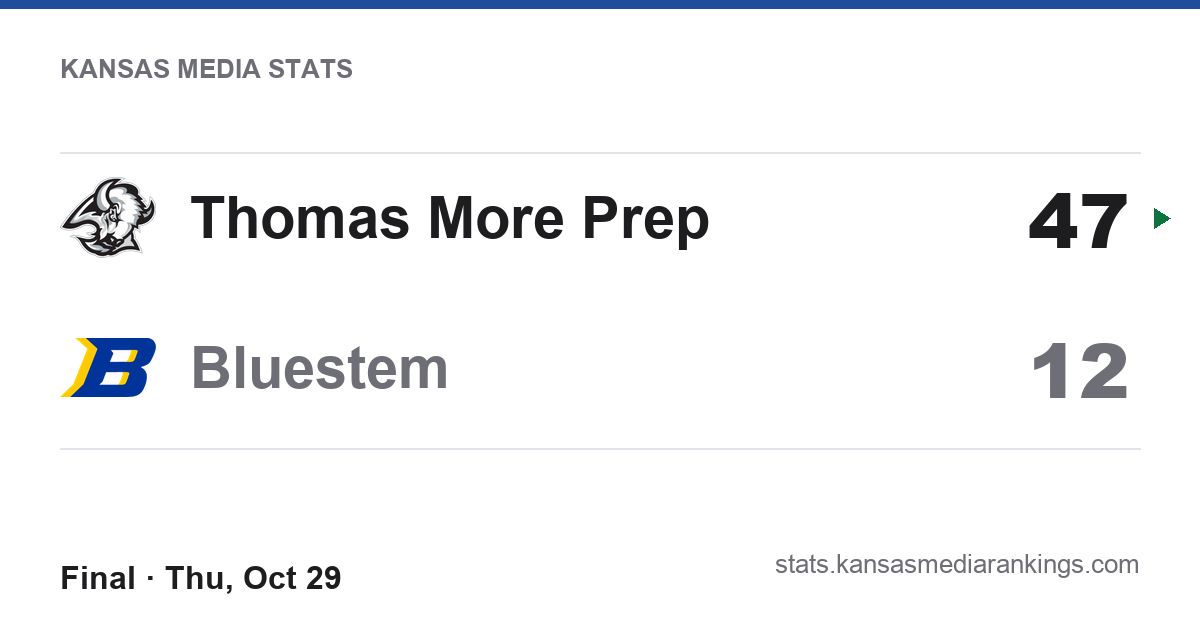 KANSAS MEDIA STATS
Thomas More Prep 47
B Bluestem 12
Final · Thu, Oct 29
stats.kansasmediarankings.com